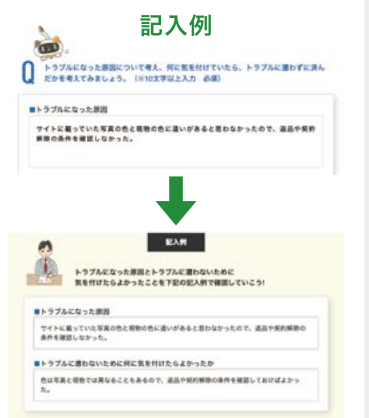 記入例
Q トラブルになった原因について考え、何に気を付けていたら、トラブルに遭わずに済ん
だかを考えてみましょう。（※10文字以上入力　必須）
■トラブルになった原因
サイトに載っていた写真の色と現物の色に違いがあると思わなかったので、返品や契約
解除の条件を確認しなかった。
記入例
トラブルになった原因とトラブルに遭わないために
気を付けたらよかったことを下記の記入例で確認していこう!
■トラブルになった原因
サイトに載っていた写真の色と現物の色に違いがあると思わなかったので、返品や契約解除の
条件を確認しなかった。
■トラブルに遭わないために何に気を付けたらよかったか
色は写真と現物では異なることもあるので、返品や契約解除の条件を確認しておけばよかっ
た。